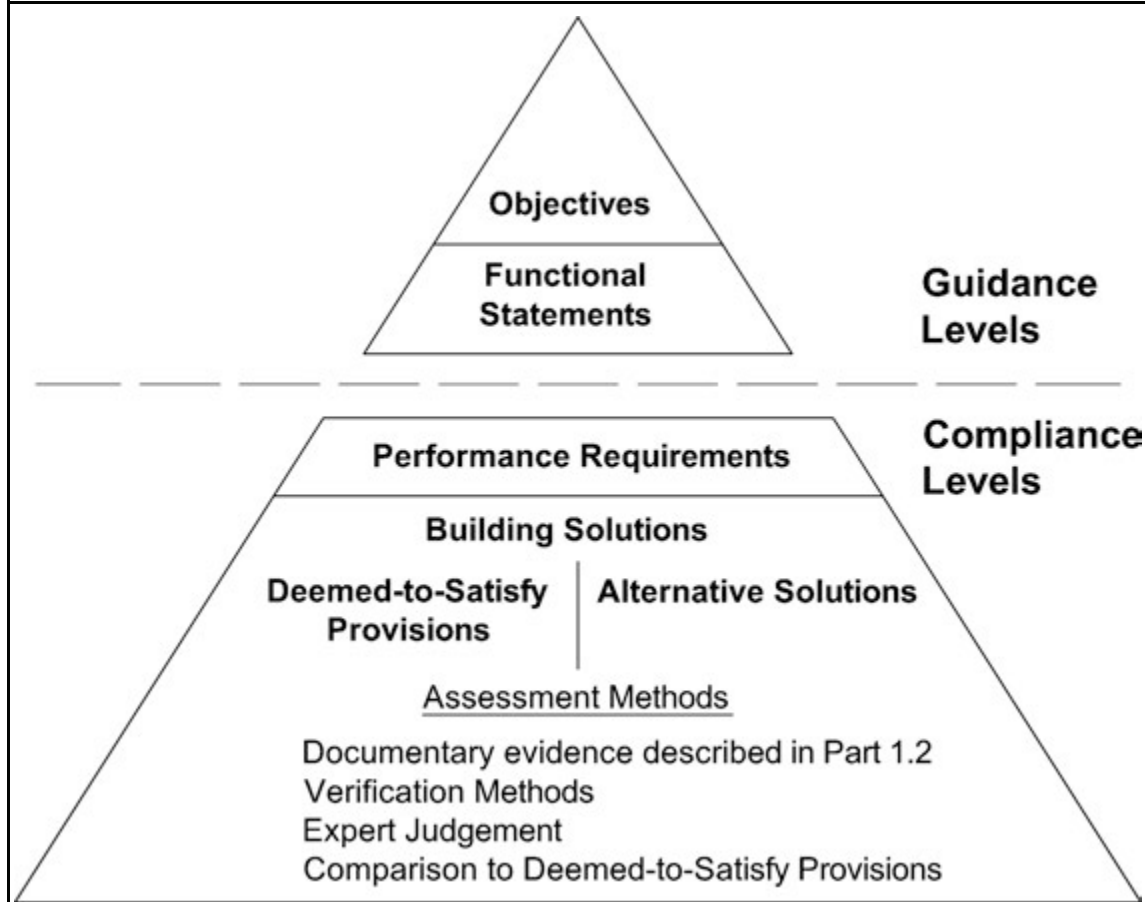 Objectives
Functional
Statements
Guidance
Levels
Compliance
Levels
Performance Requirements
Building Solutions
Deemed-to-Satisfy
Provisions
Alternative Solutions
Assessment Methods
Documentary evidence described in Part 1.2
Verification Methods
Expert Judgement
Comparison to Deemed-to-Satisfy Provisions